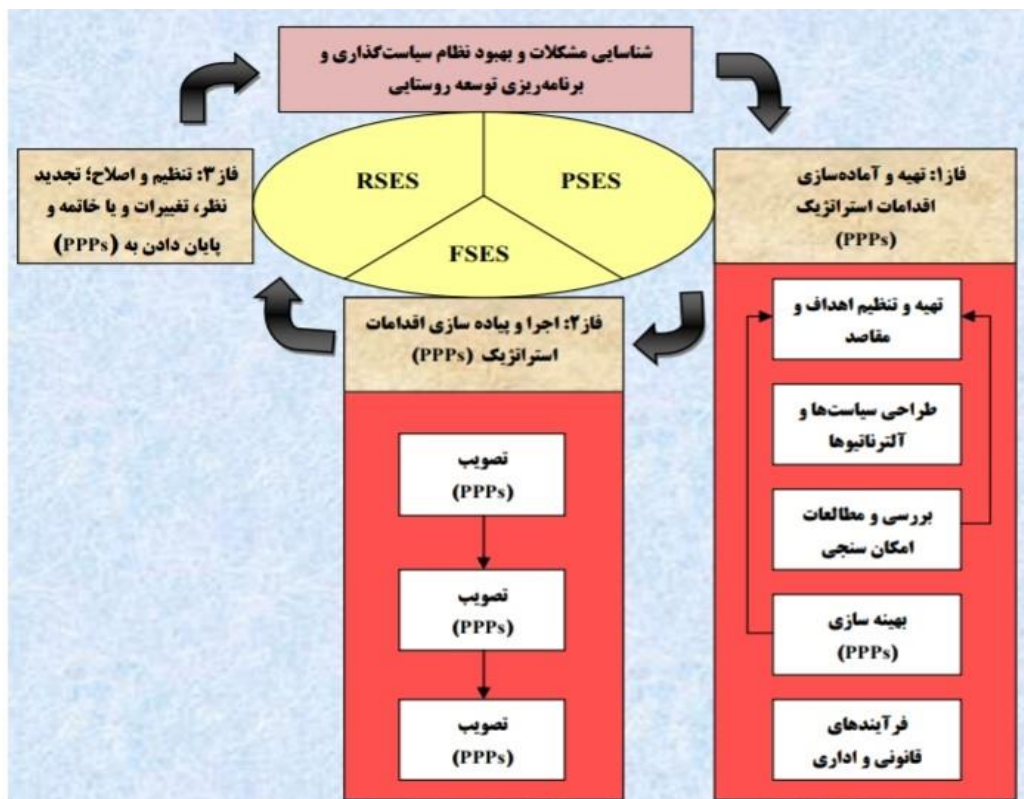 شناسایی مشکلات و بهبود نظام سیاست‌گذاری و
برنامه‌ریزی توسعه روستایی
RSES
PSES
FSES
فاز۱: تهیه و آماده‌سازی
اقدامات استراتژیک
(PPPs)
تهیه و تنظیم اهداف و
مقاصد
طراحی سیاست‌ها و
آلترناتیوها
بررسی و مطالعات
امکان سنجی
بهینه سازی
(PPPs)
فرآیندهای
قانونی و اداری
فاز۲: اجرا و پیاده سازی اقدامات
استراتژیک (PPPs)
تصویب
(PPPs)
تصویب
(PPPs)
تصویب
(PPPs)
فاز۳: تنظیم و اصلاح؛ تجدید
نظر، تغییرات و یا خاتمه و
پایان دادن به (PPPs)